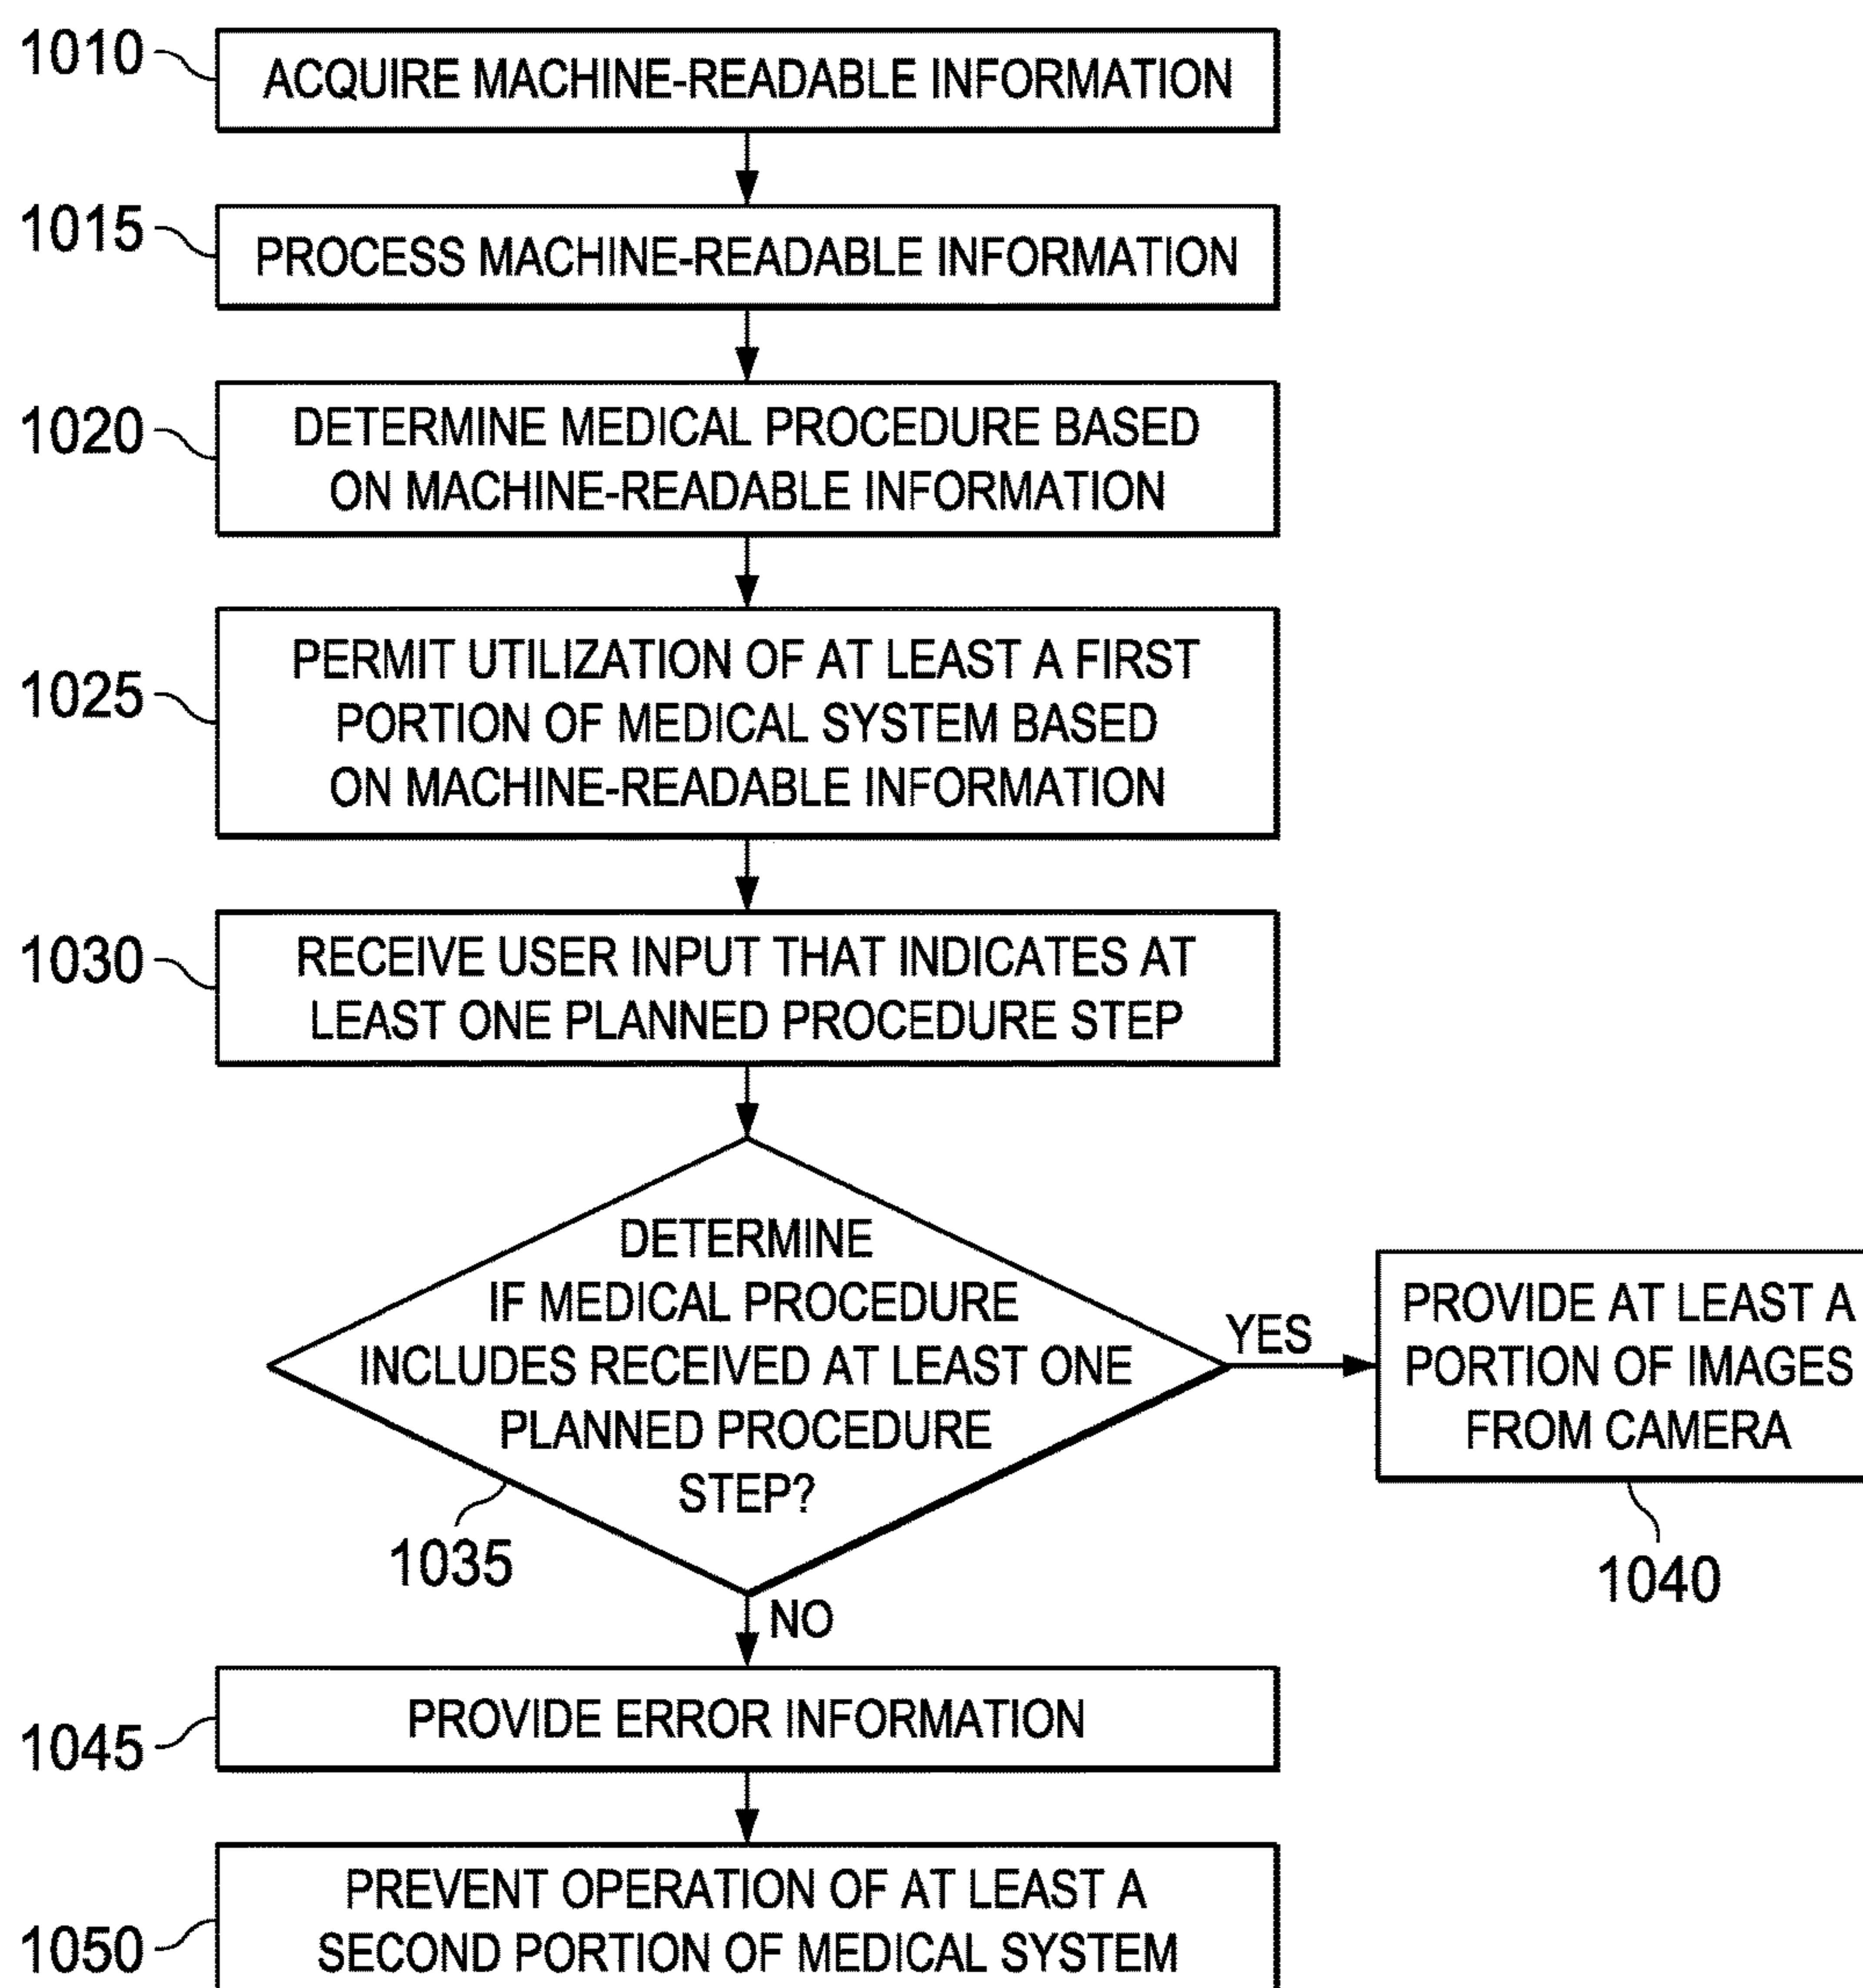 1010
ACQUIRE MACHINE-READABLE INFORMATION
1015
PROCESS MACHINE-READABLE INFORMATION
1020
DETERMINE MEDICAL PROCEDURE BASED
ON MACHINE-READABLE INFORMATION
1025
PERMIT UTILIZATION OF AT LEAST A FIRST
PORTION OF MEDICAL SYSTEM BASED
ON MACHINE-READABLE INFORMATION
1030
RECEIVE USER INPUT THAT INDICATES AT
LEAST ONE PLANNED PROCEDURE STEP
DETERMINE
IF MEDICAL PROCEDURE
INCLUDES RECEIVED AT LEAST ONE
PLANNED PROCEDURE
STEP?
1035
YES
PROVIDE AT LEAST A
PORTION OF IMAGES
FROM CAMERA
1040
NO
1045
PROVIDE ERROR INFORMATION
1050
PREVENT OPERATION OF AT LEAST A
SECOND PORTION OF MEDICAL SYSTEM